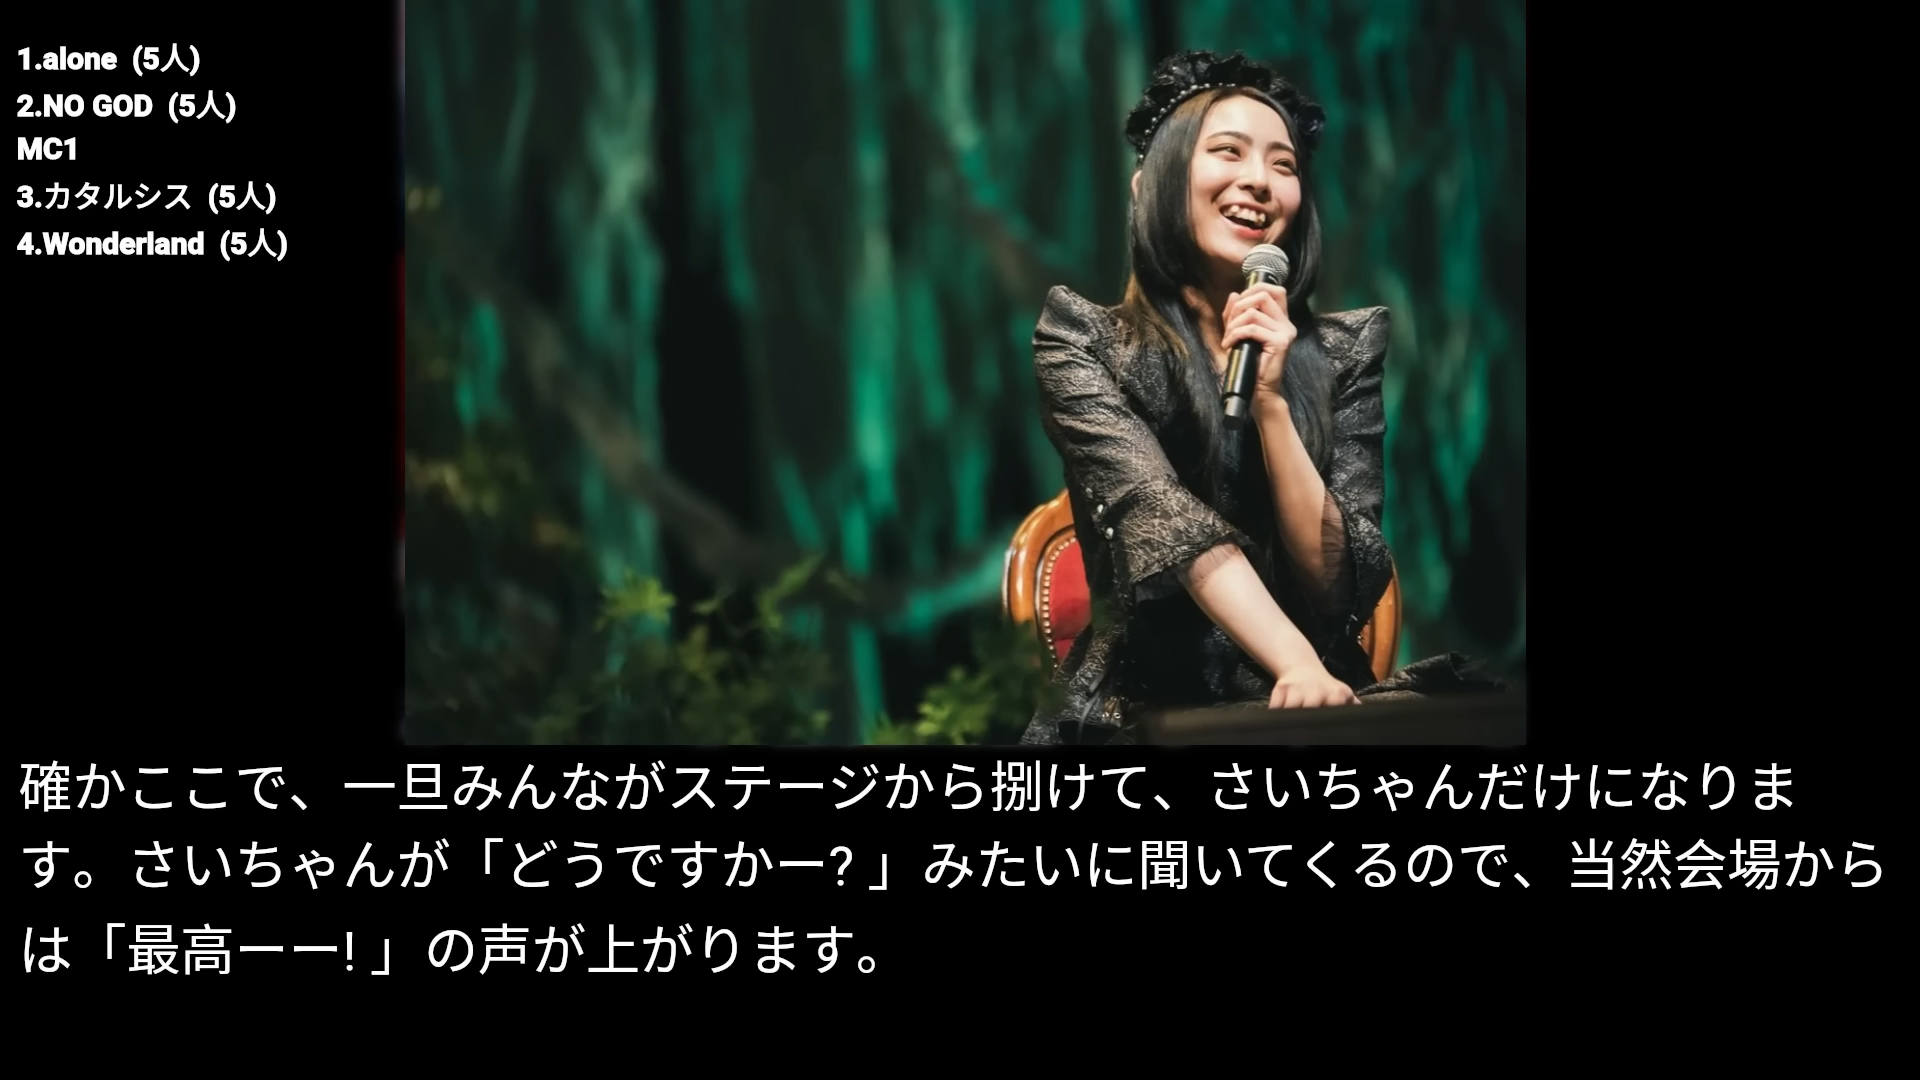 1.alone (5人)
2.NO GOD (5人)
MC1
3.カタルシス (5人)
4.Wonderland (5人)
確かここで、一旦みんながステージから捌けて、さいちゃんだけになりま
す。さいちゃんが「どうですかー?」みたいに聞いてくるので、当然会場から
は「最高ーー!」の声が上がります。